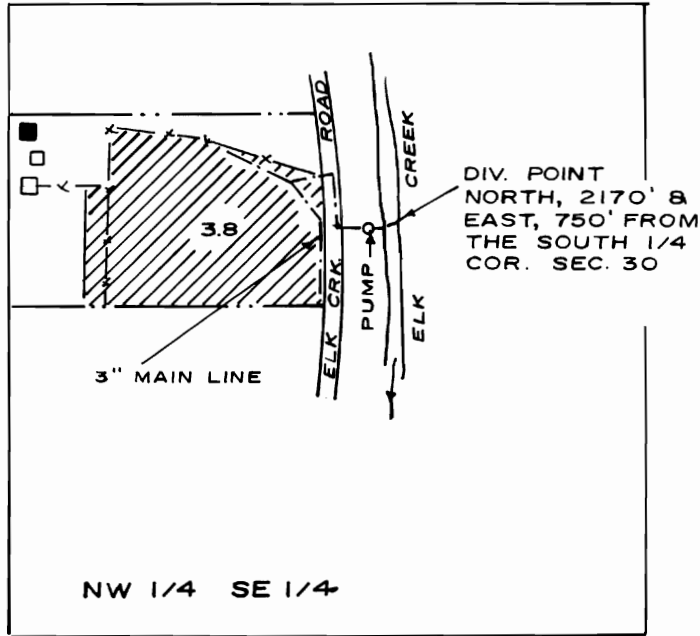 ROAD
ELK CRK.
CREEK
ELK
DIV. POINT
NORTH, 2170' &
EAST, 750' FROM
THE SOUTH 1/4
COR. SEC. 30
3.8
PUMP
3" MAIN LINE
NW 1/4 SE 1/4